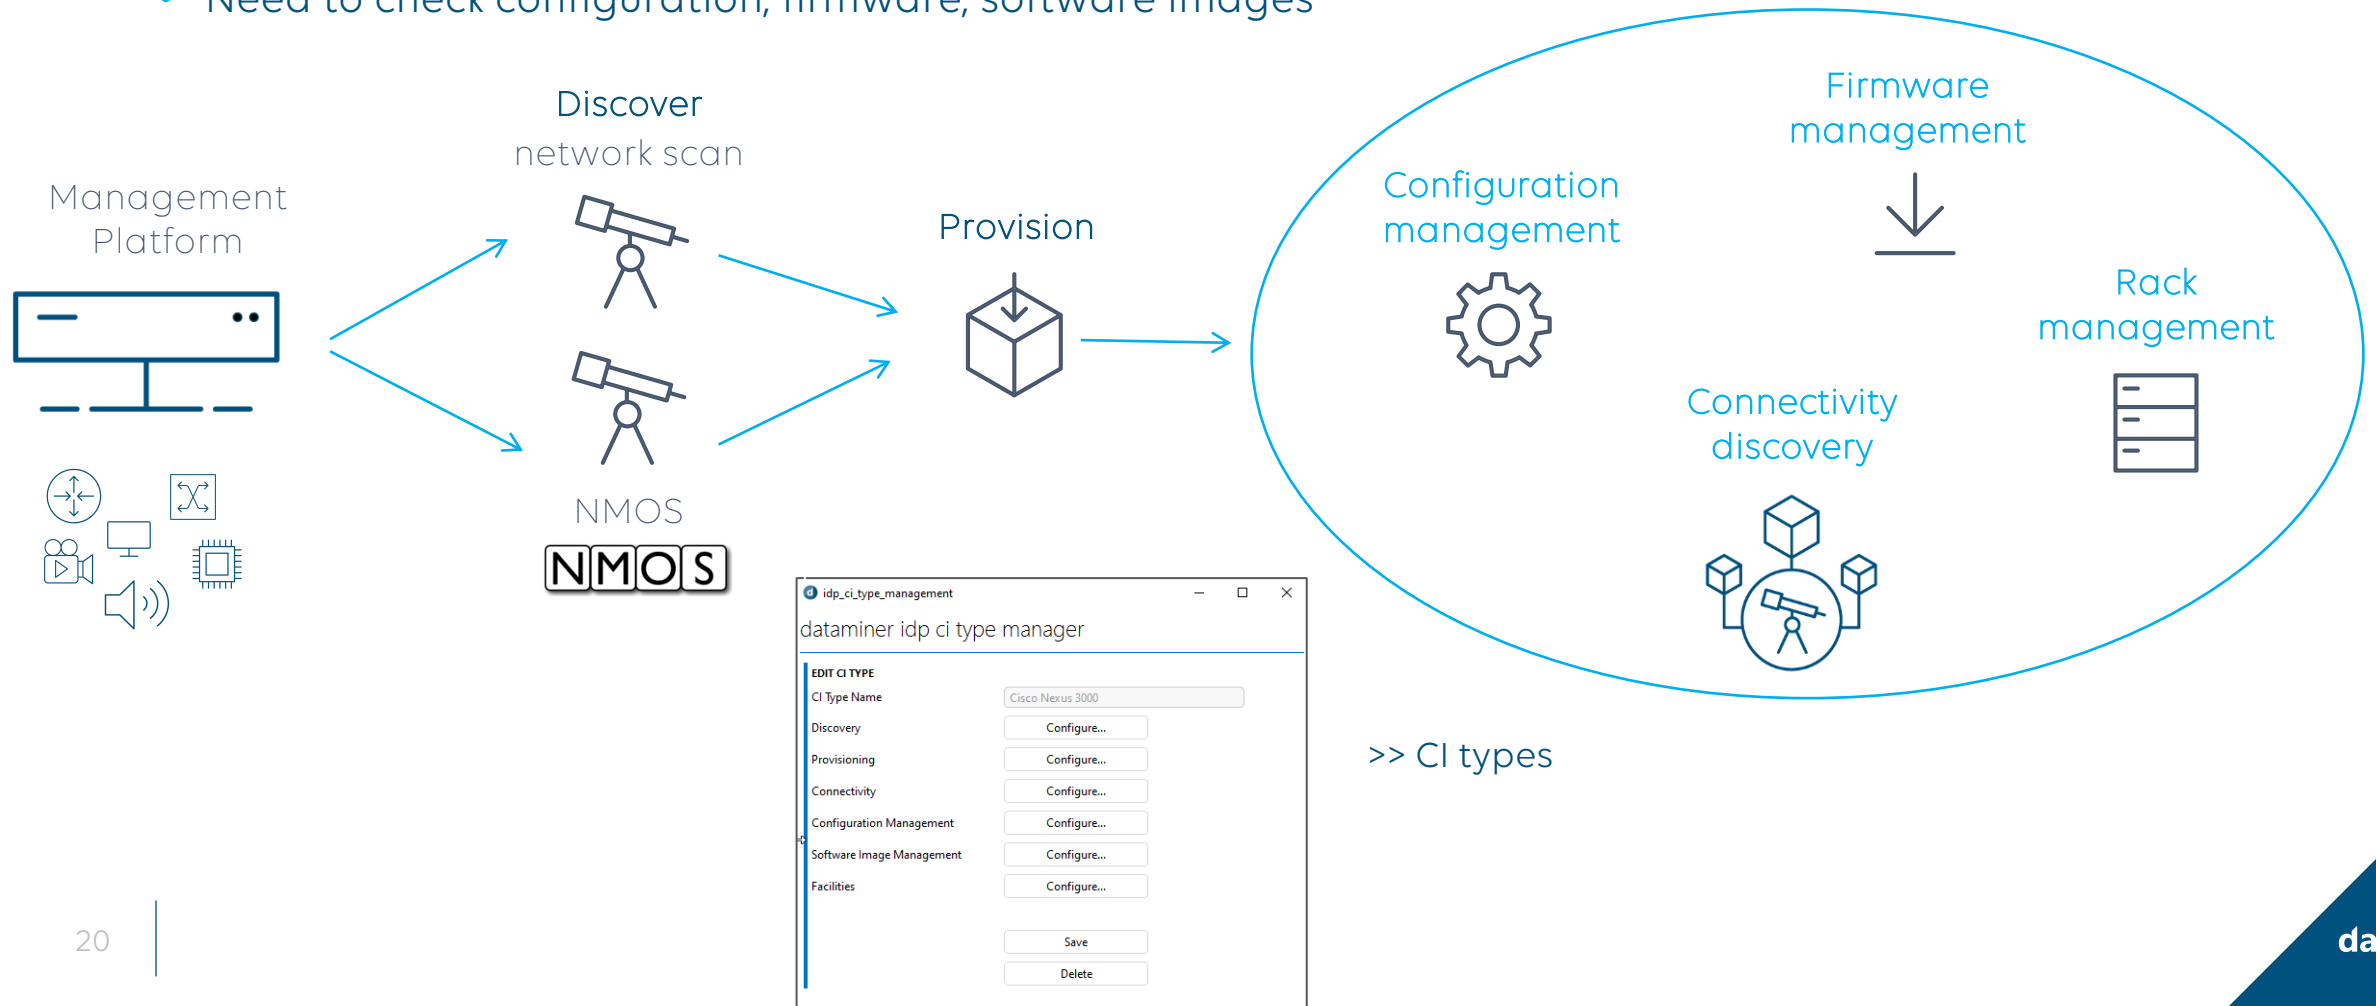 Need to check configuration, firmware, software images
Discover
network scan
Management
Platform
Provision
NMOS
NMOS
Firmware
management
Configuration
management
Rack
management
Connectivity
discovery
idp_ci_type_management
dataminer idp ci type manager
EDIT CI TYPE
CI Type Name Cisco Nexus 3000
Discovery Configure...
Provisioning Configure...
Connectivity Configure...
Configuration Management Configure...
Software Image Management Configure...
Facilities Configure...
Save
Delete
>> CI types
20
da